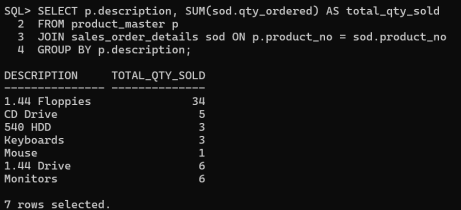 SQL> SELECT p.description, SUM(sod.qty_ordered) AS total_qty_sold
  2  FROM product_master p
  3  JOIN sales_order_details sod ON p.product_no = sod.product_no
  4  GROUP BY p.description;
DESCRIPTION     TOTAL_QTY_SOLD
--------------- --------------
1.44 Floppies               34
CD Drive                     5
540 HDD                      3
Keyboards                    3
Mouse                        1
1.44 Drive                   6
Monitors                     6
7 rows selected.